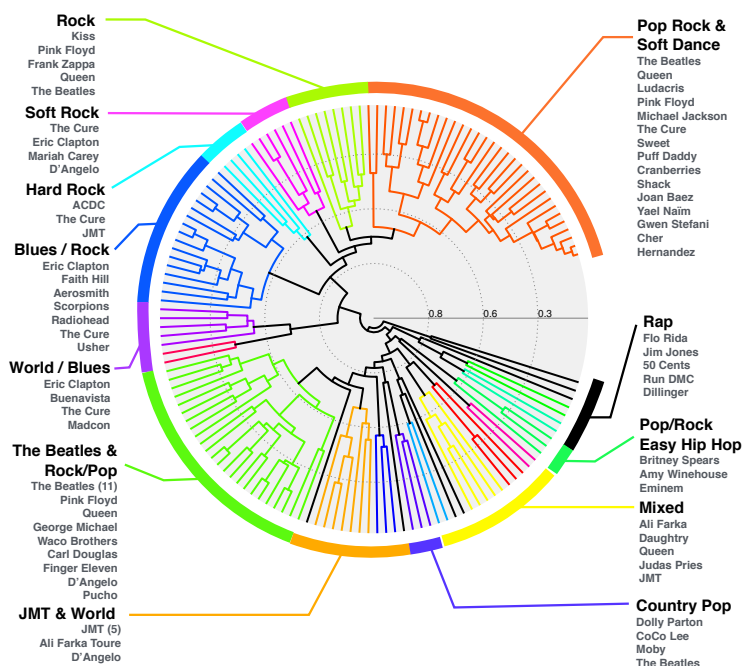 Rock
Kiss
Pink Floyd
Frank Zappa
Queen
The Beatles
Soft Rock
The Cure
Eric Clapton
Mariah Carey
D'Angelo
Hard Rock
ACDC
The Cure
JMT
Blues / Rock
Eric Clapton
Faith Hill
Aerosmith
Scorpions
Radiohead
The Cure
Usher
World / Blues
Eric Clapton
Buenavista
The Cure
Madcon
The Beatles &
Rock/Pop
The Beatles (11)
Pink Floyd
Queen
George Michael
Waco Brothers
Carl Douglas
Finger Eleven
D'Angelo
Pucho
JMT & World
JMT (5)
Ali Farka Toure
D'Angelo
0.8
0.6
0.3
Pop Rock &
Soft Dance
The Beatles
Queen
Ludacris
Pink Floyd
Michael Jackson
The Cure
Sweet
Puff Daddy
Cranberries
Shack
Joan Baez
Yael Naïm
Gwen Stefani
Cher
Hernandez
Rap
Flo Rida
Jim Jones
50 Cents
Run DMC
Dillinger
Pop/Rock
Easy Hip Hop
Britney Spears
Amy Winehouse
Eminem
Mixed
Ali Farka
Daughtry
Queen
Judas Pries
JMT
Country Pop
Dolly Parton
CoCo Lee
Moby
The Beatles